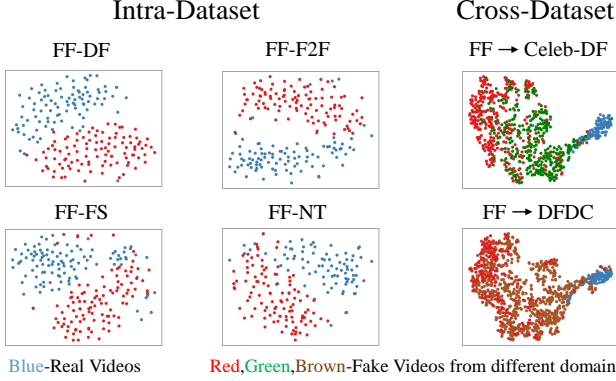 Intra-Dataset
Cross-Dataset
FF-DF
FF-F2F
FF → Celeb-DF
FF-FS
FF-NT
FF → DFDC
Blue-Real Videos
Red,Green,Brown-Fake Videos from different domain